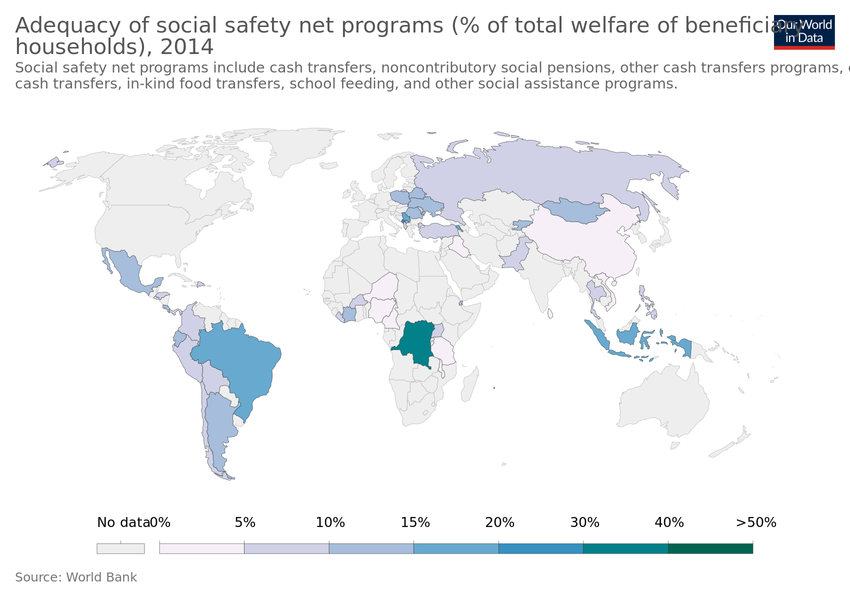 Adequacy of social safety net programs (% of total welfare of beneficiary
households), 2014
Our World
in Data
Social safety net programs include cash transfers, noncontributory social pensions, other cash transfers programs,
cash transfers, in-kind food transfers, school feeding, and other social assistance programs.
No data 0% 5% 10% 15% 20% 30% 40% >50%
Source: World Bank